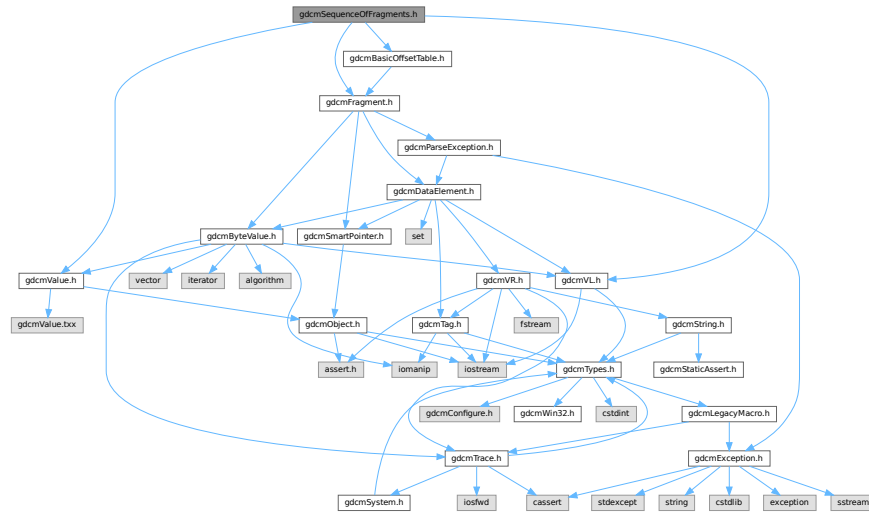 gdcmSequenceOfFragments.h
gdcmBasicOffsetTable.h
gdcmFragment.h
gdcmParseException.h
gdcmDataElement.h
gdcmByteValue.h
gdcmSmartPointer.h
set
gdcmValue.h
vector
iterator
algorithm
gdcmVR.h
gdcmVL.h
gdcmValue.txx
gdcmObject.h
gdcmTag.h
fstream
gdcmString.h
assert.h
iomanip
iostream
gdcmTypes.h
gdcmStaticAssert.h
gdcmConfigure.h
gdcmWin32.h
cstdint
gdcmLegacyMacro.h
gdcmTrace.h
gdcmException.h
gdcmSystem.h
iosfwd
cassert
stdexcept
string
cstdlib
exception
sstream